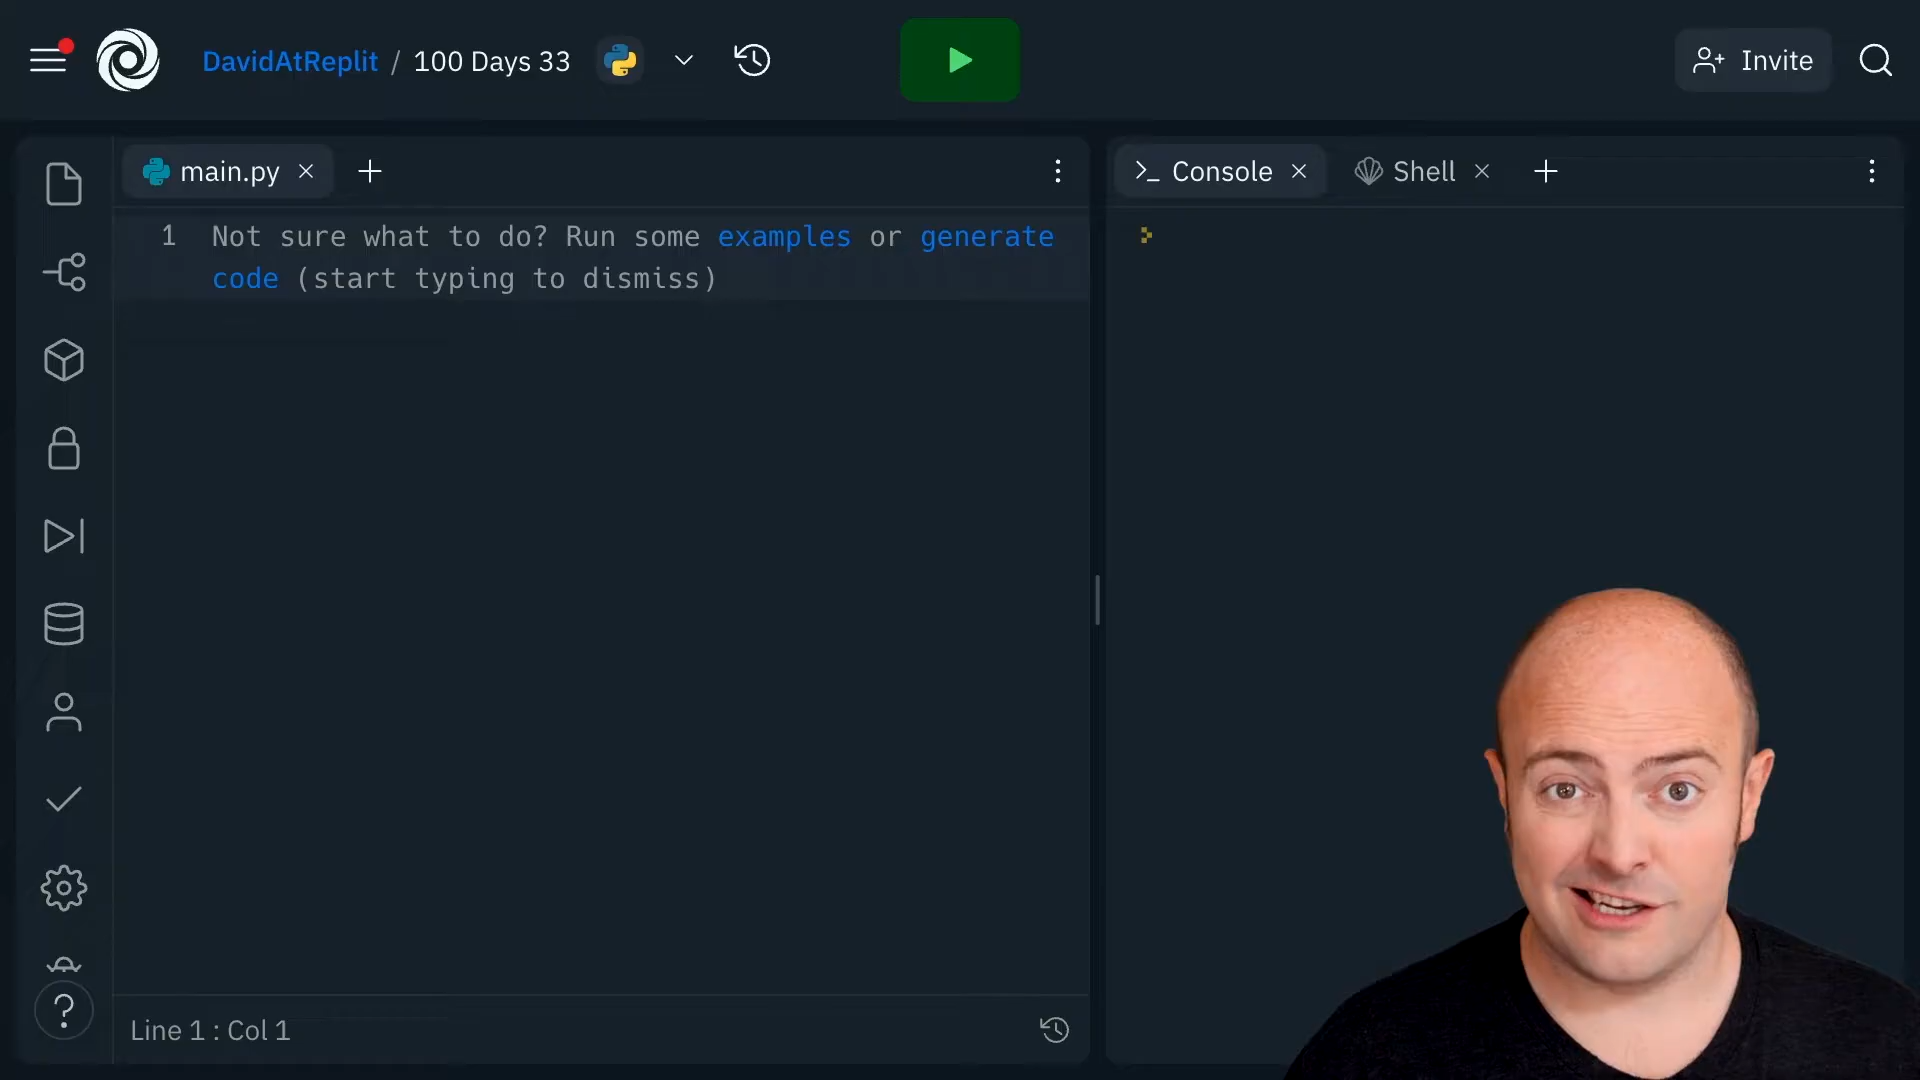 DavidAtReplit / 100 Days 33
Invite
main.py
Console
Shell
1 Not sure what to do? Run some examples or generate
code (start typing to dismiss)
?
Line 1 : Col 1